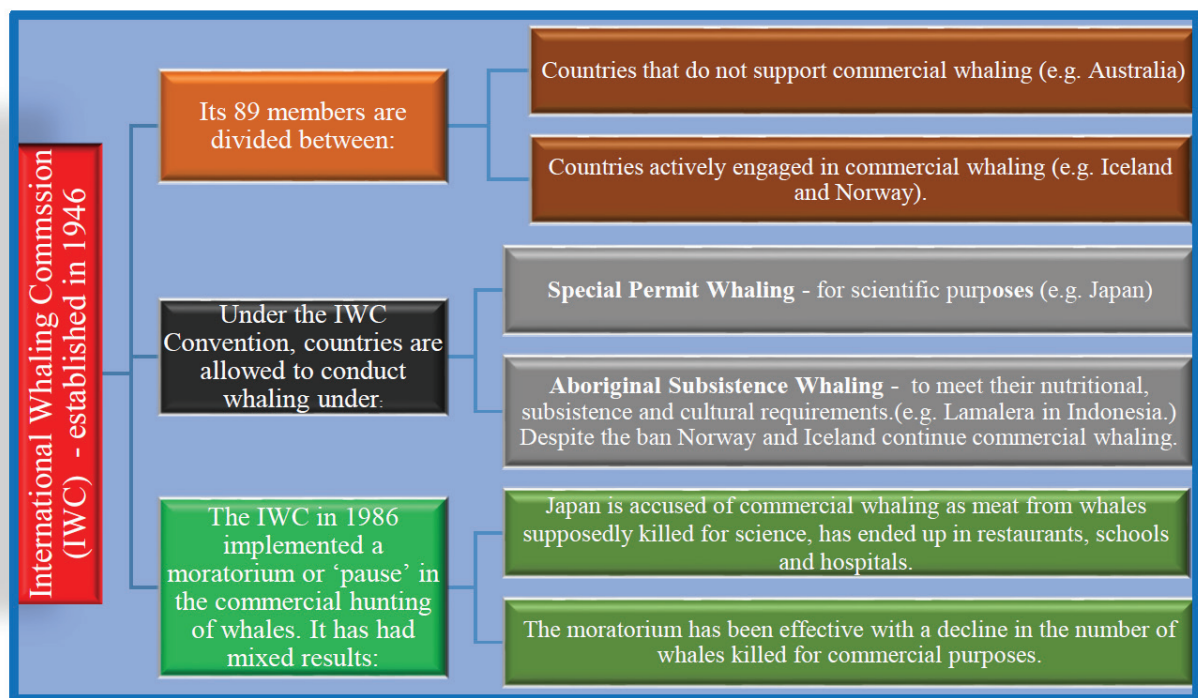 International Whaling Commssion
(IWC) - established in 1946
Its 89 members are
divided between:
Countries that do not support commercial whaling (e.g. Australia)
Countries actively engaged in commercial whaling (e.g. Iceland
and Norway).
Under the IWC
Convention, countries are
allowed to conduct
whaling under:
Special Permit Whaling - for scientific purposes (e.g. Japan)
Aboriginal Subsistence Whaling - to meet their nutritional,
subsistence and cultural requirements.(e.g. Lamalera in Indonesia.)
Despite the ban Norway and Iceland continue commercial whaling.
The IWC in 1986
implemented a
moratorium or ‘pause’ in
the commercial hunting
of whales. It has had
mixed results:
Japan is accused of commercial whaling as meat from whales
supposedly killed for science, has ended up in restaurants, schools
and hospitals.
The moratorium has been effective with a decline in the number of
whales killed for commercial purposes.